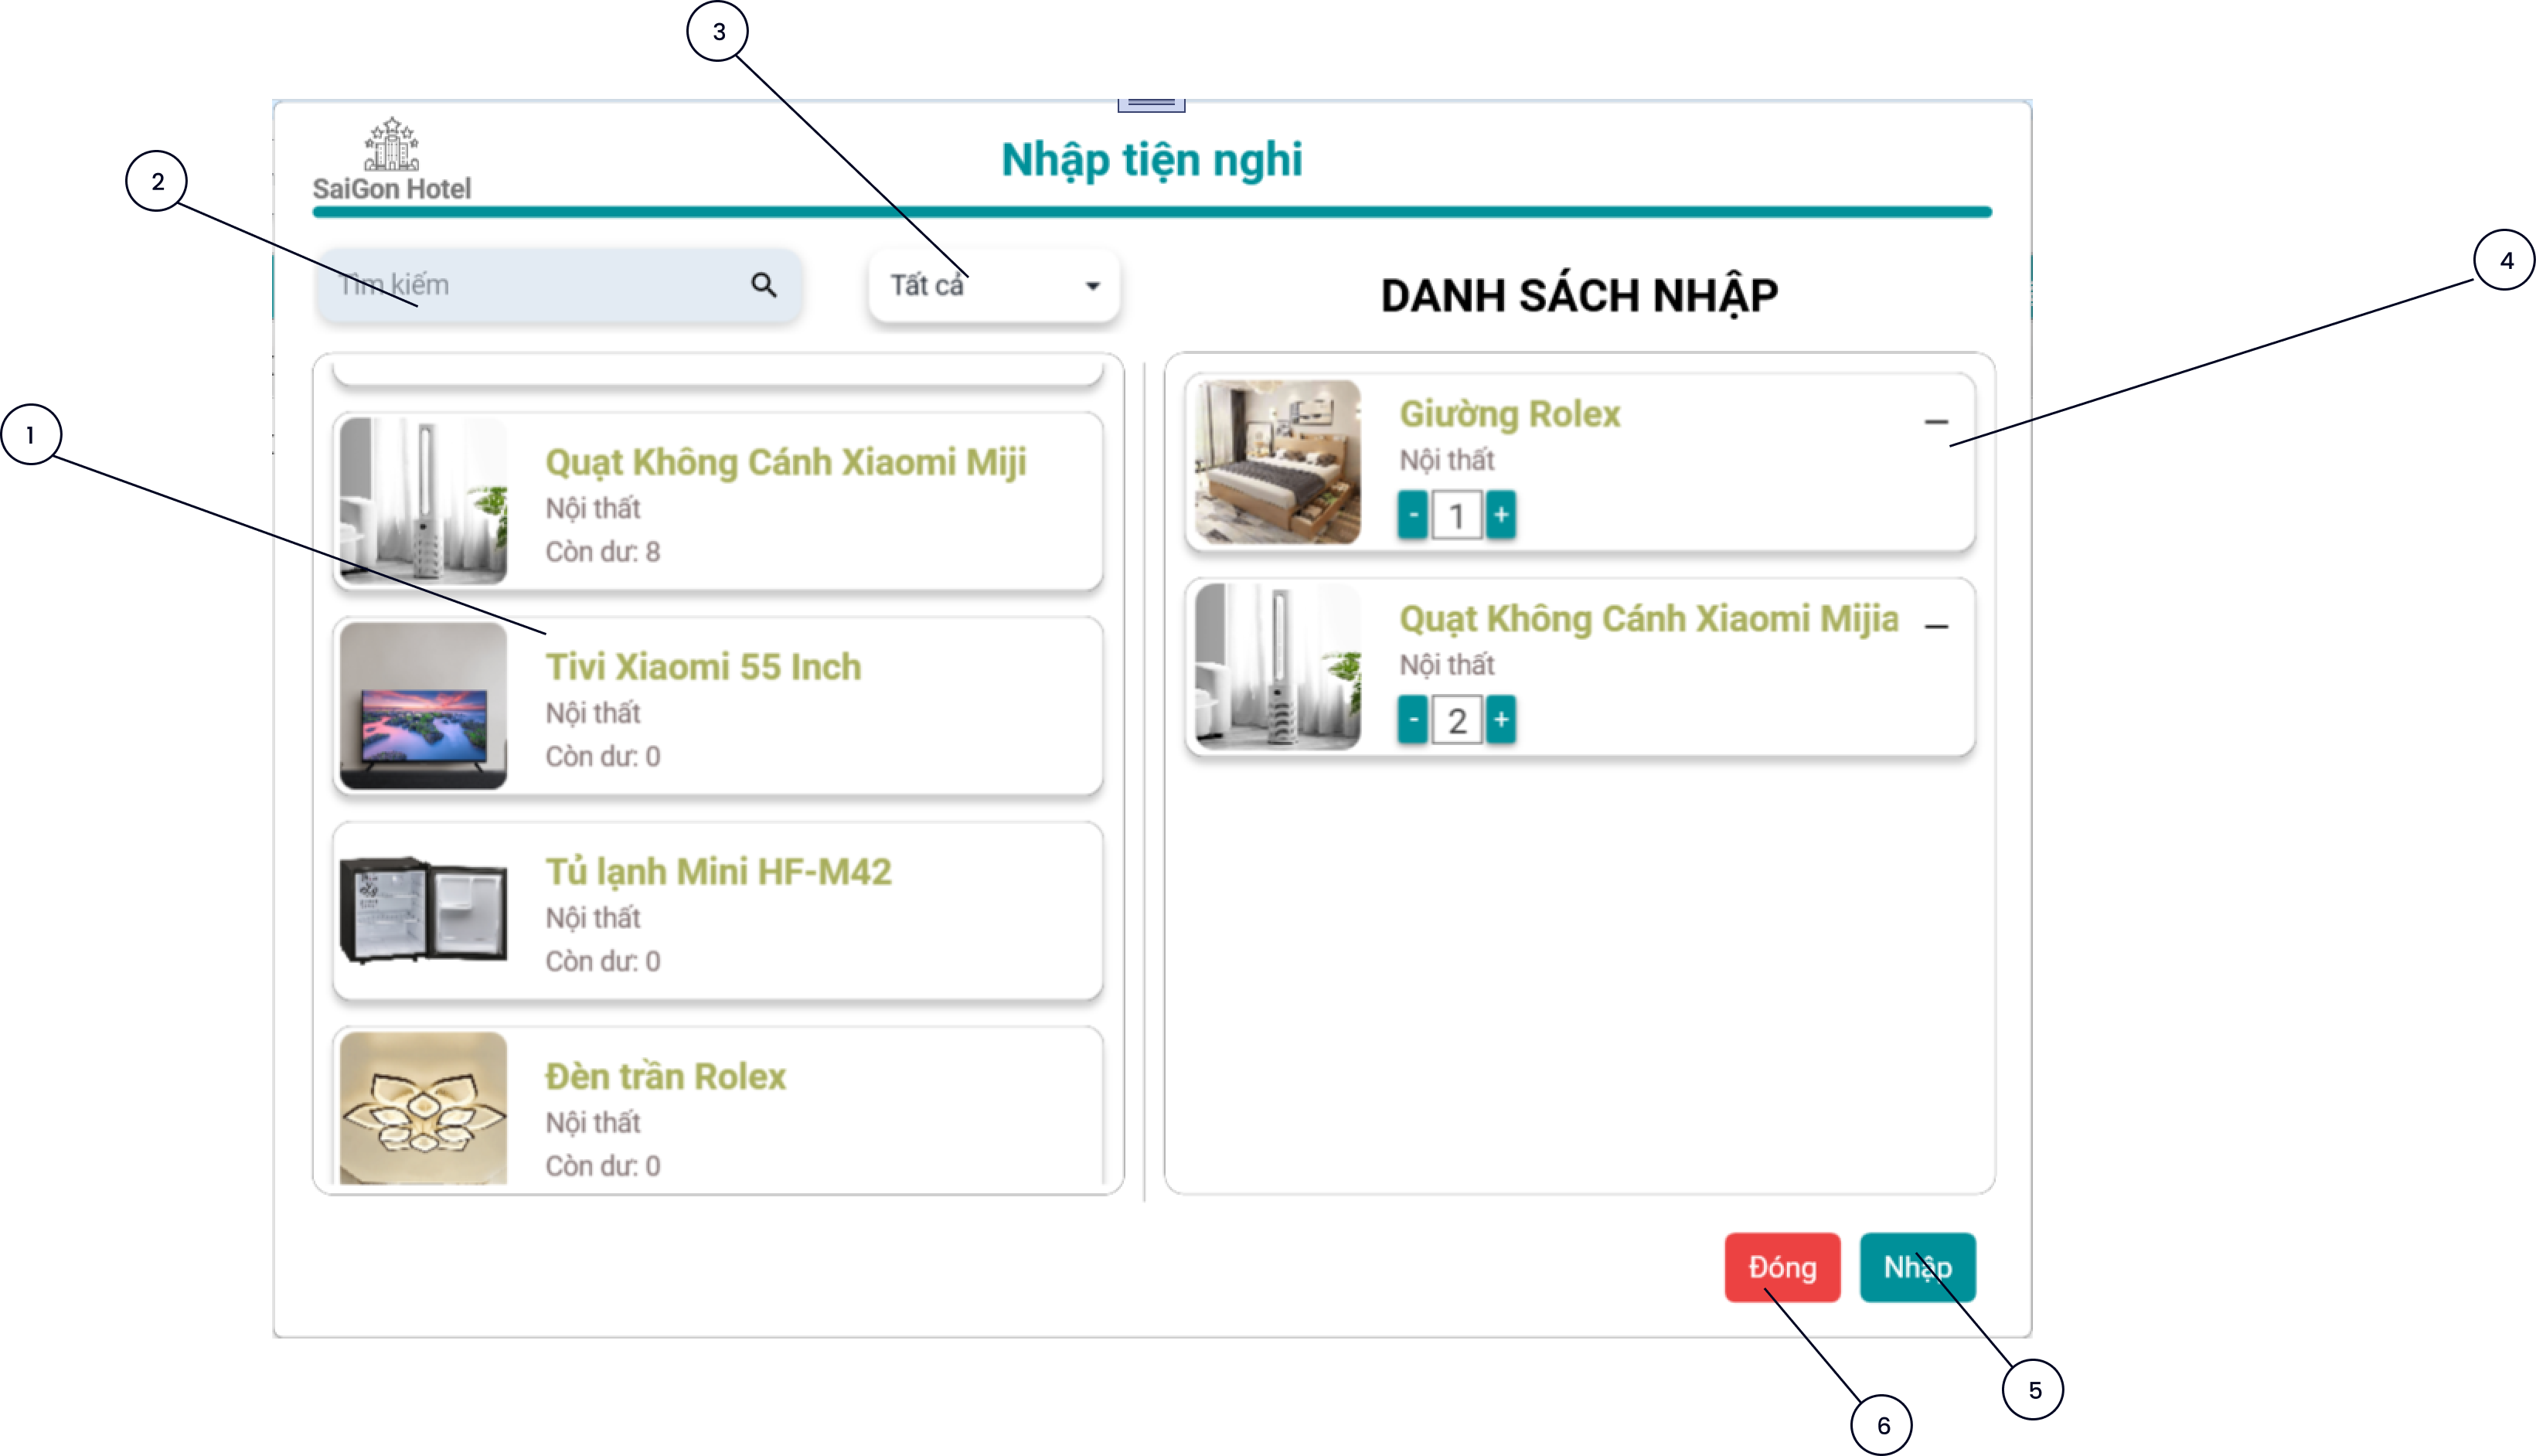 3
2
SaiGon Hotel
Nhập tiện nghi
4
Tìm kiếm
Tất cả
DANH SÁCH NHẬP
1
Quạt Không Cánh Xiaomi Miji
Nội thất
Còn dư: 8
Tivi Xiaomi 55 Inch
Nội thất
Còn dư: 0
Tủ lạnh Mini HF-M42
Nội thất
Còn dư: 0
Đèn trần Rolex
Nội thất
Còn dư: 0
Giường Rolex
Nội thất
- 1 +
Quạt Không Cánh Xiaomi Mijia
Nội thất
- 2 +
Đóng
Nhập
5
6